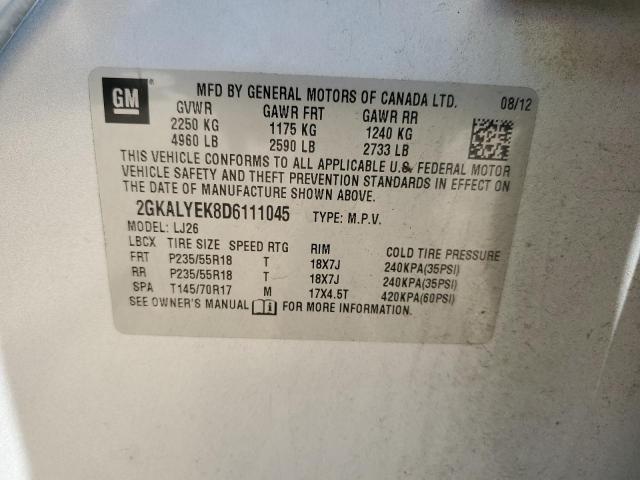 GM
MFD BY GENERAL MOTORS OF CANADA LTD. 08/12
GVWR GAWR FRT GAWR RR
2250 KG 1175 KG 1240 KG
4960 LB 2590 LB 2733 LB
THIS VEHICLE CONFORMS TO ALL APPLICABLE U.S. FEDERAL MOTOR
VEHICLE SAFETY AND THEFT PREVENTION STANDARDS IN EFFECT ON
THE DATE OF MANUFACTURE SHOWN ABOVE.
2GKALYEK8D6111045 TYPE: M.P.V.
MODEL: LJ26
LBCX TIRE SIZE SPEED RTG RIM COLD TIRE PRESSURE
FRT P235/55R18 T 18X7J 240KPA(35PSI)
RR P235/55R18 T 18X7J 240KPA(35PSI)
SPA T145/70R17 M 17X4.5T 420KPA(60PSI)
SEE OWNER'S MANUAL FOR MORE INFORMATION.